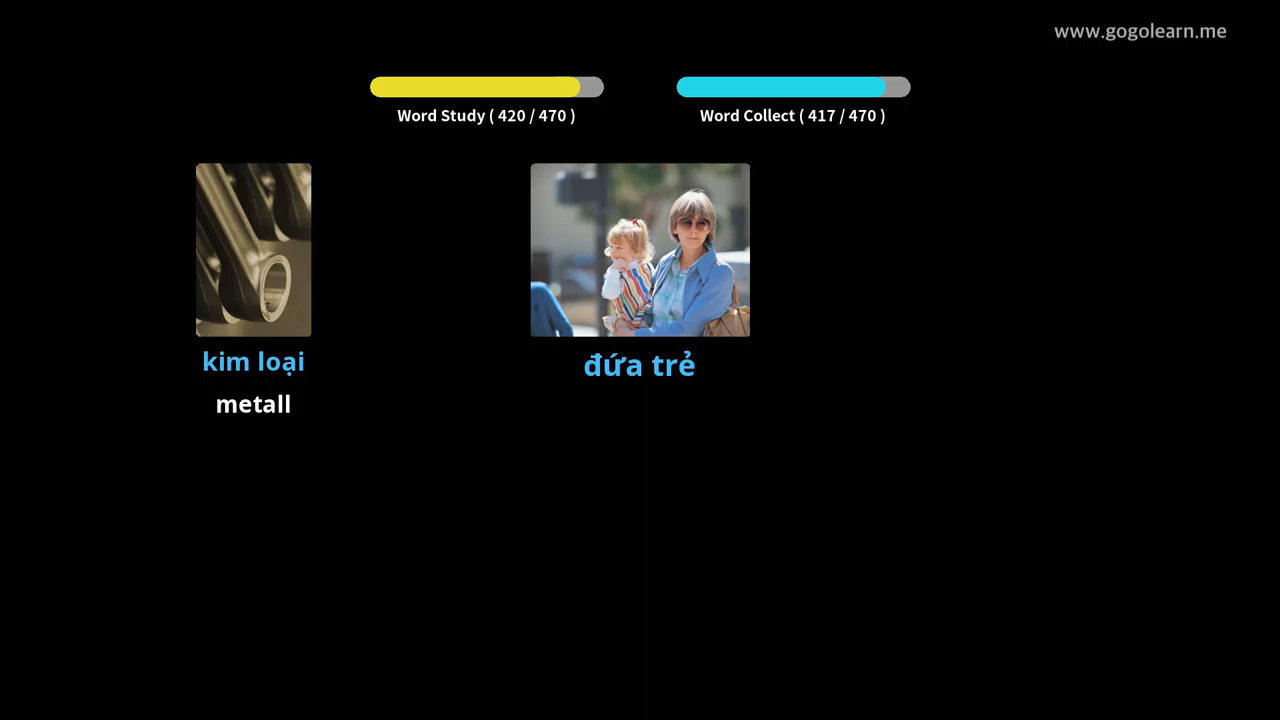 www.gogolearn.me
Word Study ( 420 / 470 )
Word Collect ( 417 / 470 )
kim loại
metall
đứa trẻ